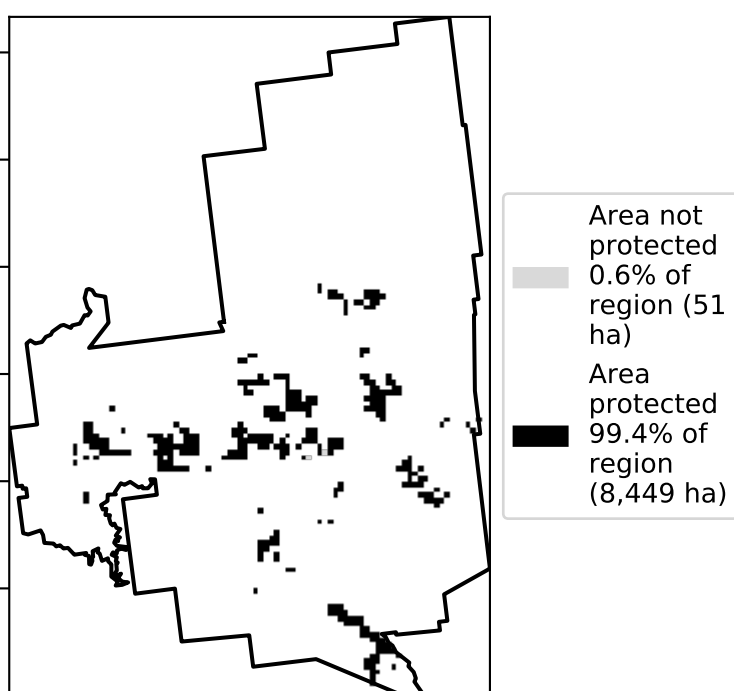 Area not
protected
0.6% of
region (51
ha)
Area
protected
99.4% of
region
(8,449 ha)